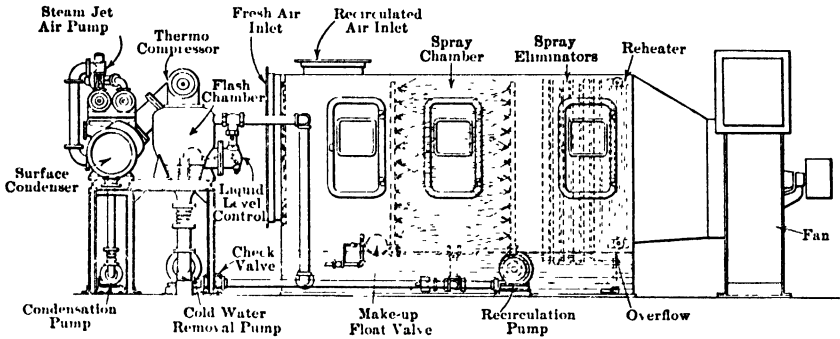 Steam Jet
Air Pump
Thermo
Compressor
Fresh Air
Inlet
Recirculated
Air Inlet
Spray
Chamber
Spray
Eliminators
Reheater
Flash
Chamber
Surface
Condenser
Liquid
Level
Control
Check
Valve
Fan
Condensation
Pump
Cold Water
Removal Pump
Make-up
Float Valve
Recirculation
Pump
Overflow